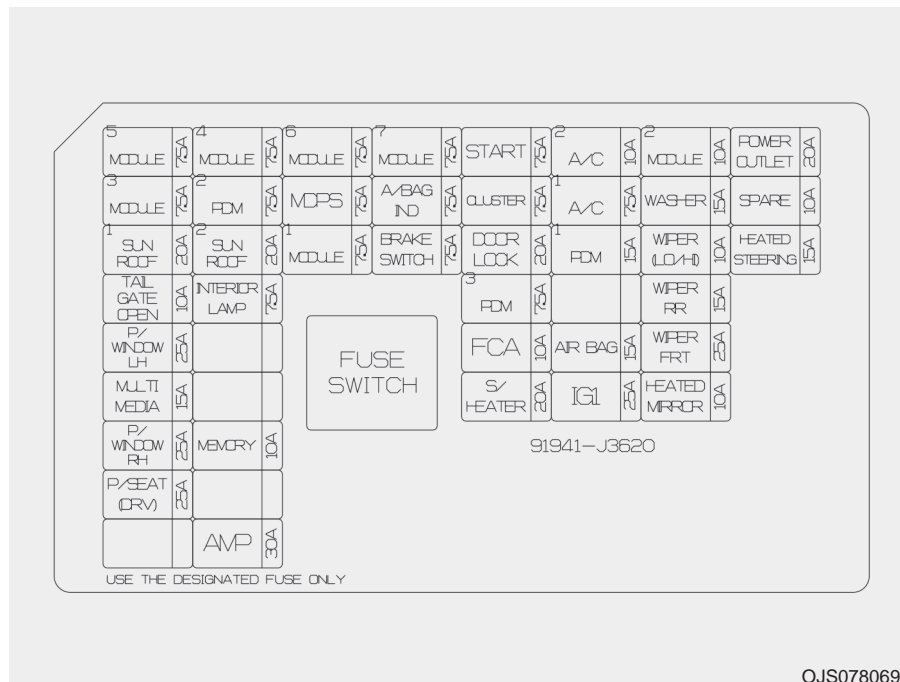 5 MODULE 7.5A 4 MODULE 7.5A 6 MODULE 7.5A 7 MODULE 7.5A START 7.5A 2 A/C 10A 2 MODULE 10A POWER OUTLET 20A
3 MODULE 7.5A 2 PDM 7.5A MDPS 7.5A A/BAG IND 7.5A CLUSTER 7.5A 1 A/C 7.5A WASHER 15A SPARE 10A
1 SUN ROOF 20A 2 SUN ROOF 20A 1 MODULE 7.5A BRAKE SWITCH 7.5A DOOR LOCK 20A 1 PDM 15A WIPER (LO/HI) 10A HEATED STEERING 15A
TAIL GATE OPEN 10A INTERIOR LAMP 7.5A 3 PDM 7.5A WIPER RR 15A
P/WINDOW LH 25A FCA 10A AIR BAG 15A WIPER FRT 25A
FUSE SWITCH
MULTI MEDIA 15A S/HEATER 20A IG1 25A HEATED MIRROR 10A
P/WINDOW RH 25A MEMORY 10A
91941-J3620
P/SEAT (DRV) 25A
AMP 30A
USE THE DESIGNATED FUSE ONLY
OJS078069